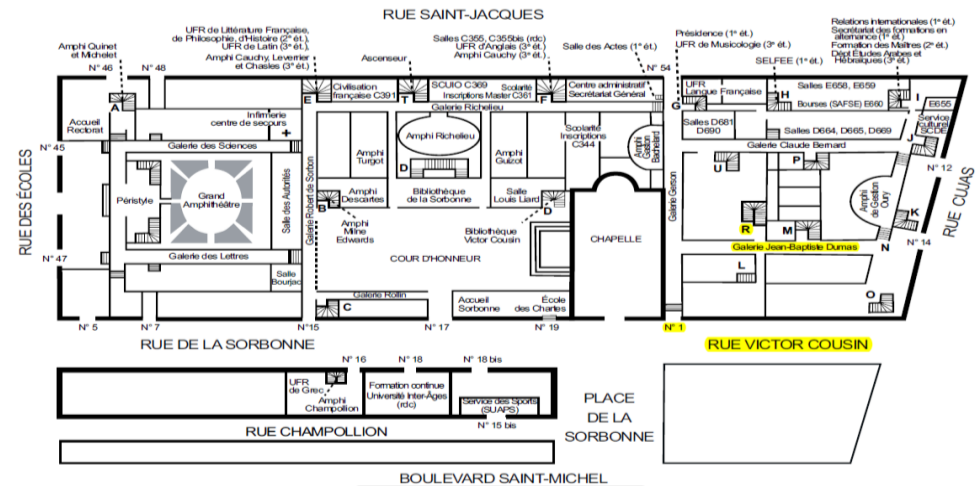 RUE SAINT-JACQUES
UFR de Littérature Française,
de Philosophie, d'Histoire (2ᵉ ét.),
UFR de Latin (3ᵉ ét.),
Amphi Cauchy, Leverrier
et Chasles (3ᵉ ét.)
Salles C355, C355bis (rdc)
UFR d'Anglais (3ᵉ ét.)
Amphi Cauchy (3ᵉ ét.)
Ascenseur
Salle des Actes (1ᵉ ét.)
Présidence (1ᵉ ét.)
UFR de Musicologie (3ᵉ ét.)
SELFEE (1ᵉ ét.)
Relations internationales (1ᵉ ét.)
Secrétariat des formations en
alternance (1ᵉ ét.)
Formation des Maîtres (2ᵉ ét.)
Dépt Études Arabes et
Hébraïques (3ᵉ ét.)
Amphi Quinet
et Michelet
N° 46
N° 48
N° 54
A
E
Civilisation
française C391
T
SCUIO C369
Scolarité
Inscriptions Master C361
F
Centre administratif
Secrétariat Général
Galerie Richelieu
G
UFR
Langue Française
H
Salles E658, E659
Bourses (SAFSE) E660
I
E655
Service
culturel
SCDE
J
Accueil
Rectorat
Infirmerie
centre de secours
+
Salles D681
D690
Salles D664, D665, D669
N° 45
Galerie des Sciences
Galerie Claude Bernard
Amphi
Turgot
Amphi Richelieu
D
Amphi
Guizot
Scolarité
Inscriptions
C344
Amphi
Gestion
Bachelard
U
P
N° 12
RUE DES ÉCOLES
Péristyle
Grand
Amphithéâtre
Salle des Autorités
Galerie Robert de Sorbon
B
Amphi
Descartes
Bibliothèque
de la Sorbonne
Salle
Louis Liard
D
Amphi
Milne
Edwards
Bibliothèque
Victor Cousin
CHAPELLE
Galerie Gerson
Amphi
de Gestion
Oury
K
RUE CUJAS
R
M
N
N° 14
Galerie Jean-Baptiste Dumas
N° 47
Galerie des Lettres
Salle
Bourjac
COUR D'HONNEUR
L
O
Galerie Rollin
C
Accueil
Sorbonne
École
des Chartes
N° 5
N° 7
N°15
N° 17
N° 19
N° 1
RUE DE LA SORBONNE
RUE VICTOR COUSIN
N° 16
N° 18
N° 18 bis
UFR
de Grec
Amphi
Champollion
Formation continue
Université Inter-Âges
(rdc)
Service des Sports
(SUAPS)
N° 15 bis
PLACE
DE LA
SORBONNE
RUE CHAMPOLLION
BOULEVARD SAINT-MICHEL